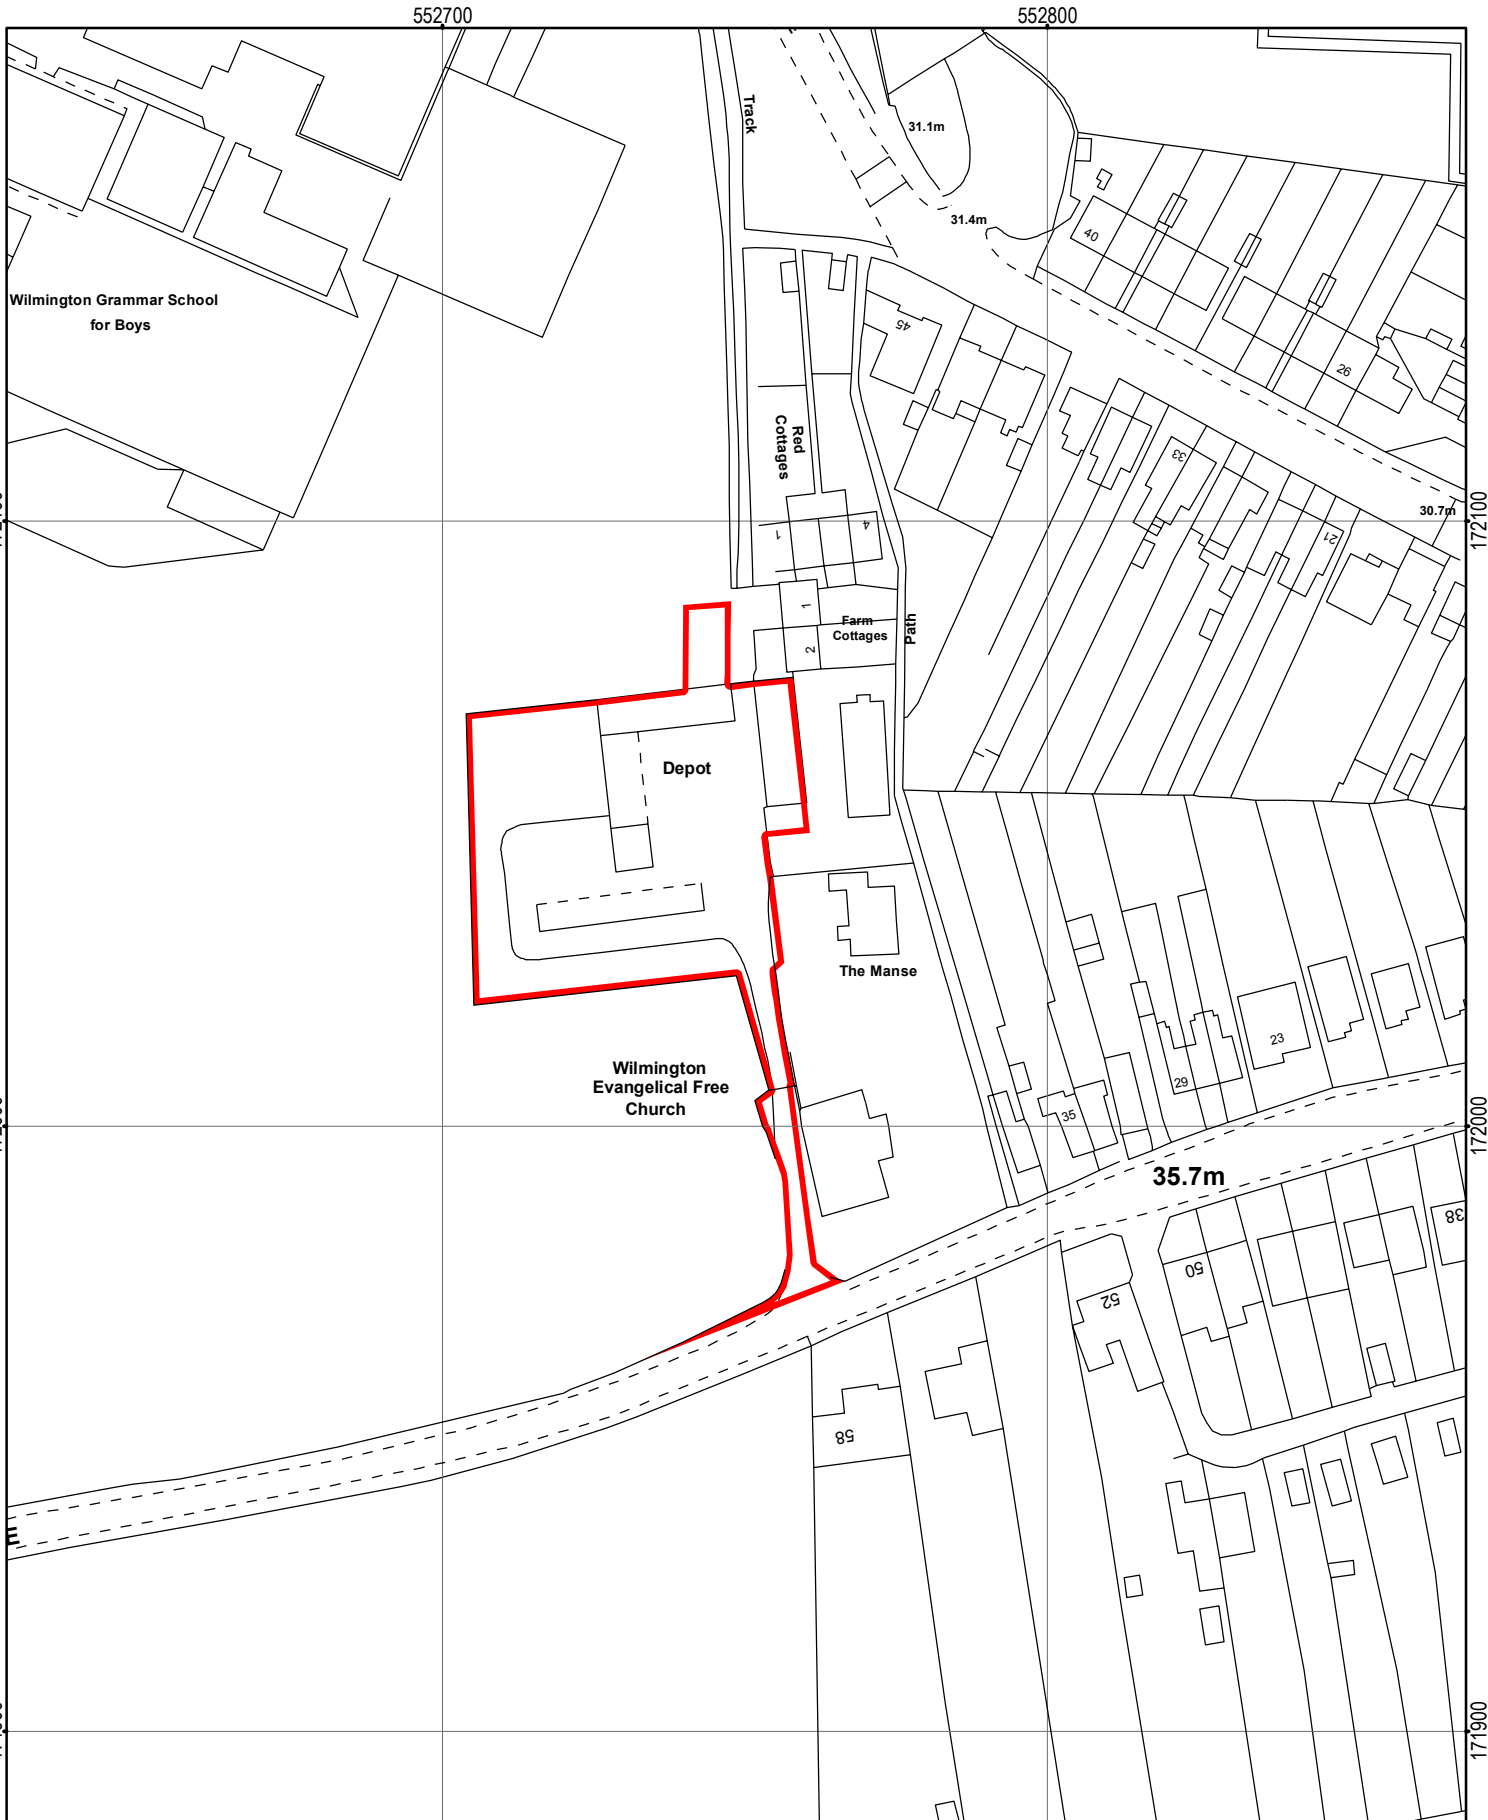 552700
552800
Track
31.1m
31.4m
40
Wilmington Grammar School
for Boys
45
26
Red
Cottages
33
30.7m
21
172100
1
4
1
Farm
Cottages
2
Path
Depot
The Manse
23
Wilmington
Evangelical Free
Church
29
35
172000
35.7m
38
50
52
58
E
171900